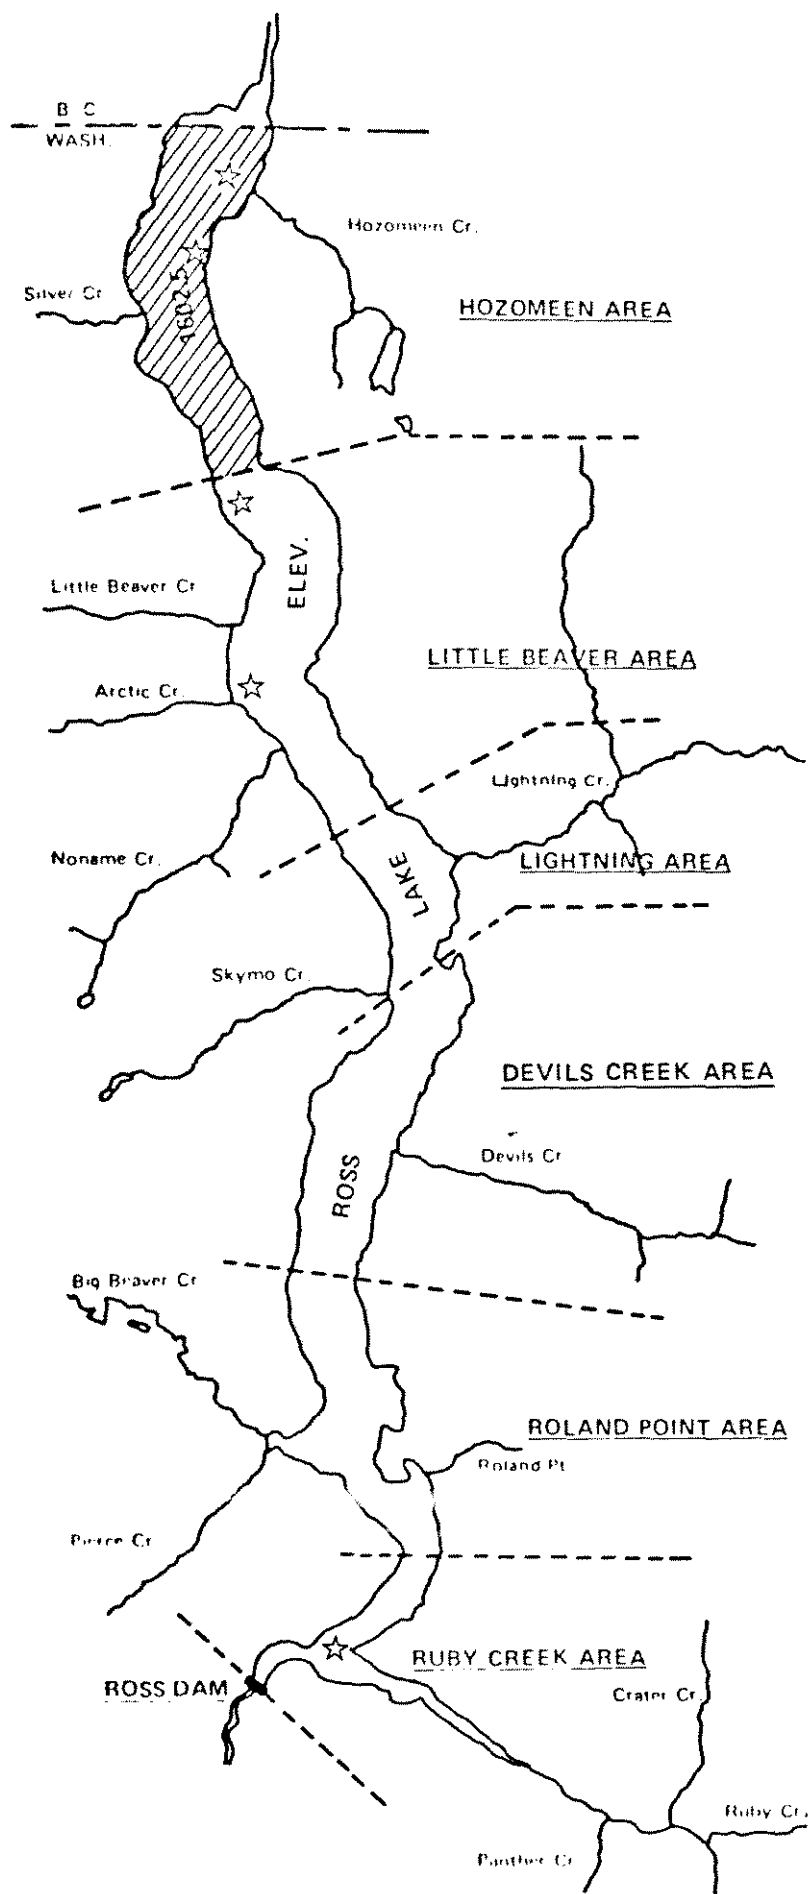 B C
WASH.
Hozomeen Cr.
Silver Cr
HOZOMEEN AREA
1602.5
ELEV.
Little Beaver Cr
LITTLE BEAVER AREA
Arctic Cr.
Lightning Cr.
Noname Cr.
LAKE
LIGHTNING AREA
Skymo Cr.
DEVILS CREEK AREA
Devils Cr
ROSS
Big Beaver Cr
ROLAND POINT AREA
Roland Pt
Pierce Cr
RUBY CREEK AREA
ROSS DAM
Crater Cr.
Ruby Cr.
Panther Cr